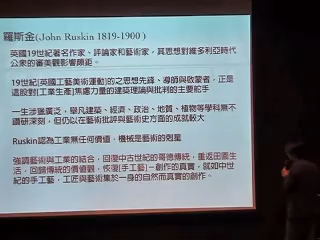 羅斯金(John Ruskin 1819-1900 )
英國19世紀著名作家、評論家和藝術家，其思想對維多利亞時代
公眾的審美觀影響頗距。
19世紀[英國工藝美術運動]的之思想先鋒、導師與啟蒙者，正是
這股對[工業生產]焦慮力量的建築理論與批判的主要舵手
一生涉獵廣泛，舉凡建築、經濟、政治、地質、植物等學科無不
鑽研深刻，但仍以在藝術批評與藝術史方面的成就較大
Ruskin認為工業無任何價值，機械是藝術的剋星
強調藝術與工業的結合，回復中古世紀的哥德傳統，重返田園生
活，回歸傳統的價值觀，恢復[手工藝]－創作的真實，就如中世
紀的手工藝，工匠與藝術集於一身的自然而真實的創作。